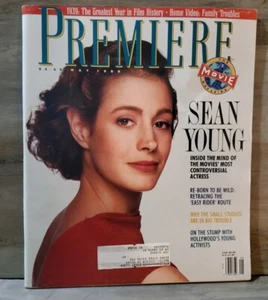 1939: The Greatest Year in Film History • Home Video: Family Troubles
PREMIERE
MOVIE
SEAN
YOUNG
INSIDE THE MIND OF
THE MOVIES' MOST
CONTROVERSIAL
ACTRESS
RE-BORN TO BE WILD:
RETRACING THE
'EASY RIDER' ROUTE
WHY THE SMALL STUDIOS
ARE IN BIG TROUBLE
ON THE STUMP WITH
HOLLYWOOD'S YOUNG
ACTIVISTS